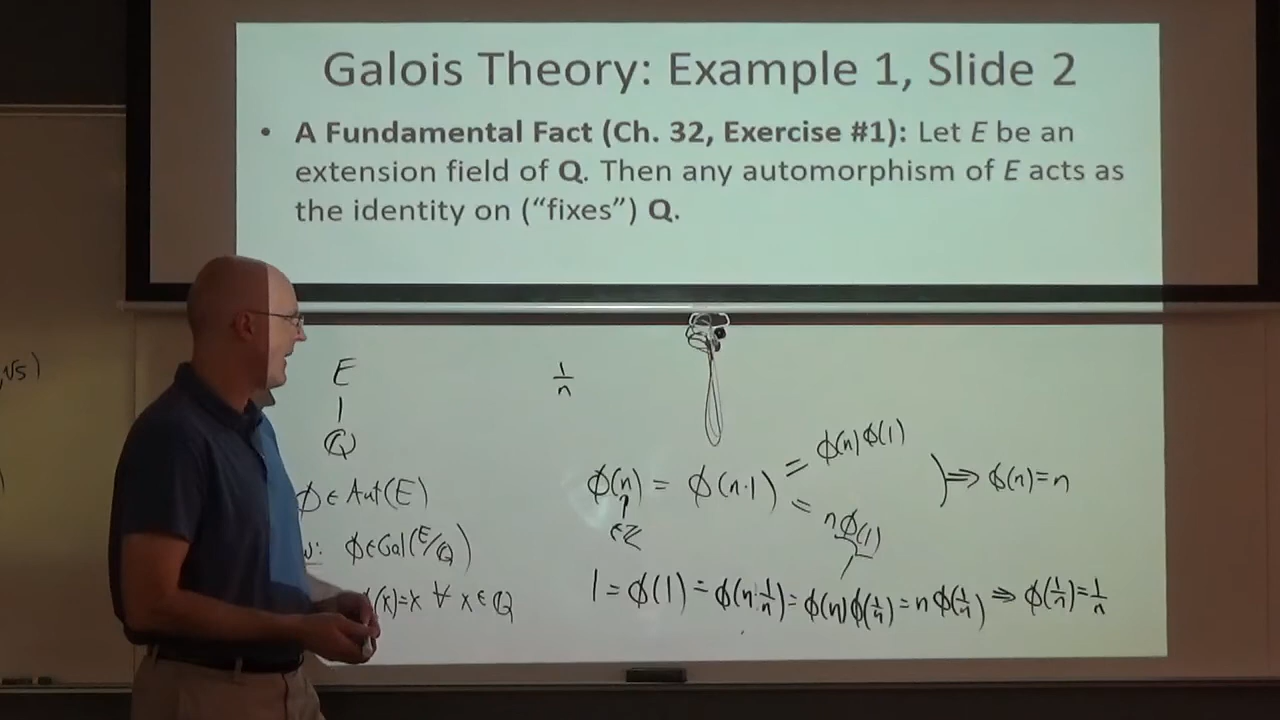 Galois Theory: Example 1, Slide 2
• A Fundamental Fact (Ch. 32, Exercise #1): Let E be an
extension field of Q. Then any automorphism of E acts as
the identity on (“fixes”) Q.
,√5)
E
|
ℚ
1/n
ϕ∈Aut(E)
ϕ∈Gal(E/ℚ)
(x)=x ∀ x∈ℚ
ϕ(n) = ϕ(n·1) = ϕ(n)ϕ(1)
= nϕ(1)
) ⇒ ϕ(n)=n
∈ℤ
1
1 = ϕ(1) = ϕ(n·1/n) = ϕ(n)ϕ(1/n) = nϕ(1/n) ⇒ ϕ(1/n)=1/n